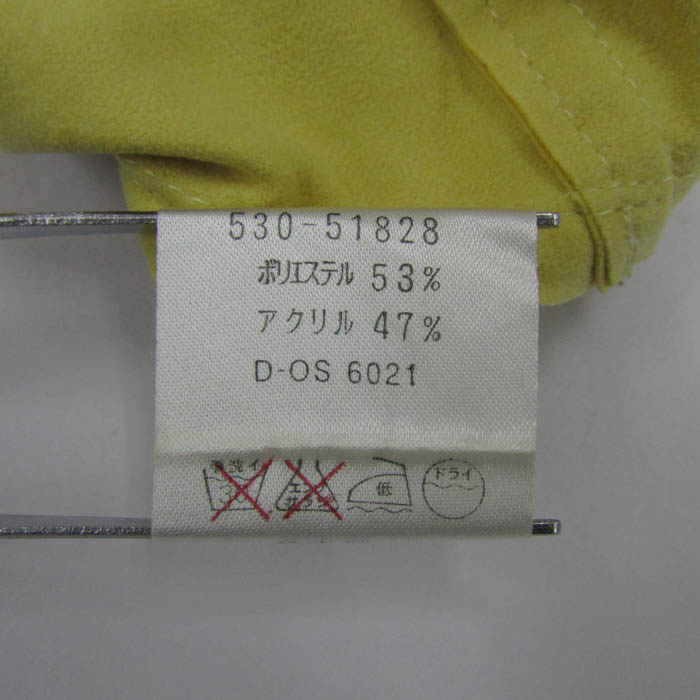 530-51828
ポリエステル 53%
アクリル 47%
D-OS 6021
低
ドライ